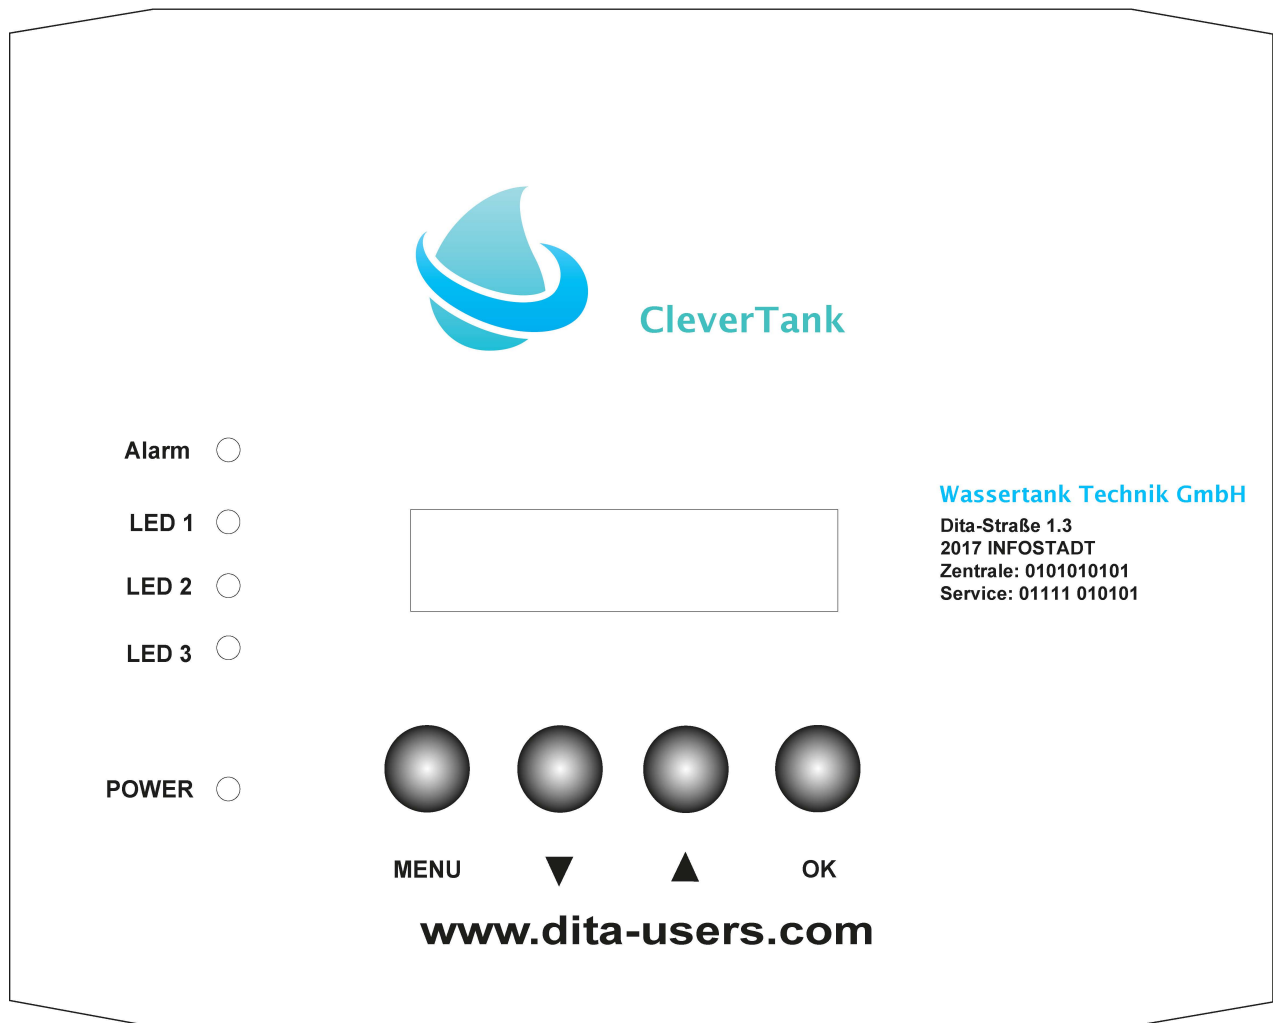 CleverTank
Alarm
LED 1
LED 2
LED 3
POWER
Wassertank Technik GmbH
Dita-Straße 1.3
2017 INFOSTADT
Zentrale: 0101010101
Service: 01111 010101
MENU ▼ ▲ OK
www.dita-users.com